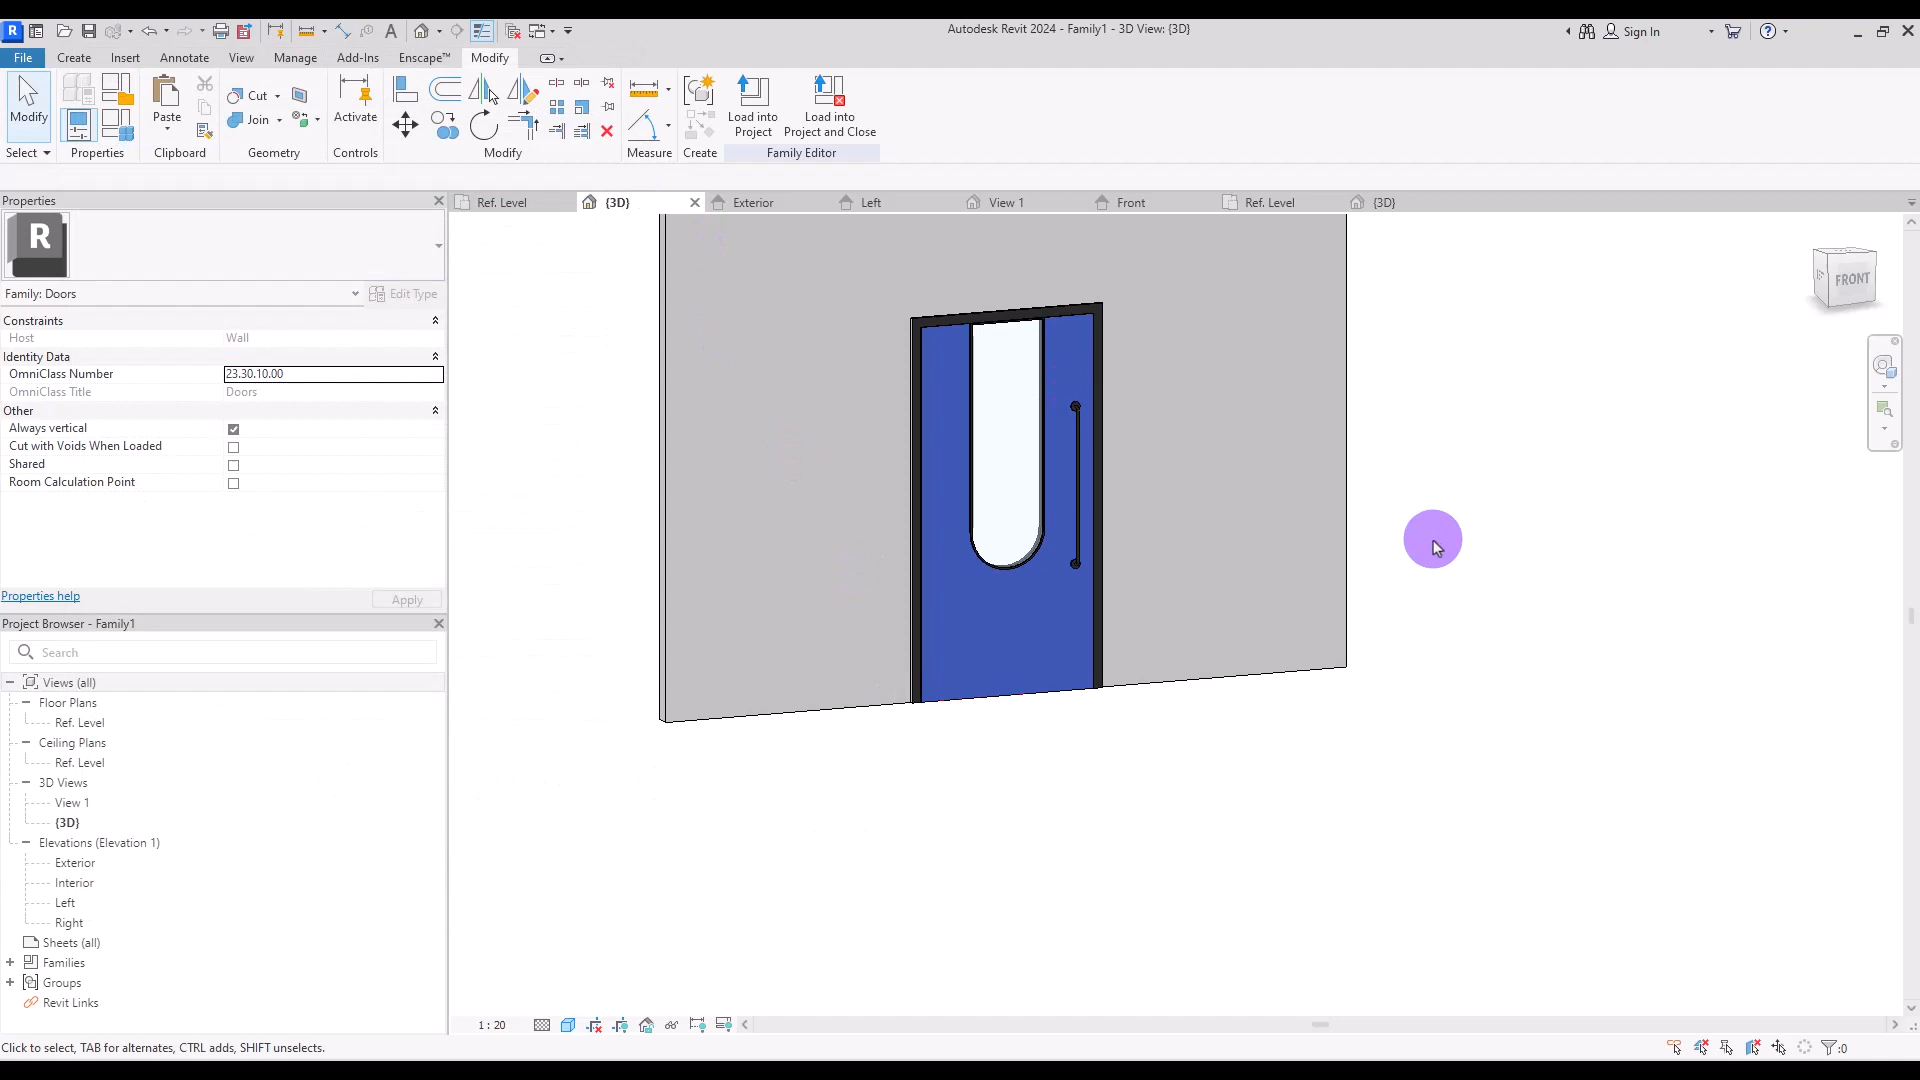 Autodesk Revit 2024 - Family1 - 3D View: {3D}
Sign In
File Create Insert Annotate View Manage Add-Ins Enscape™ Modify
Modify
Paste
Cut
Join
Activate
Load into Project
Load into Project and Close
Select Properties Clipboard Geometry Controls Modify Measure Create Family Editor
Properties
Ref. Level {3D} Exterior Left View 1 Front Ref. Level {3D}
R
Family: Doors
Edit Type
Constraints
Host Wall
Identity Data
OmniClass Number 23.30.10.00
OmniClass Title Doors
Other
Always vertical
Cut with Voids When Loaded
Shared
Room Calculation Point
Properties help
Apply
FRONT
Project Browser - Family1
Search
Views (all)
Floor Plans
Ref. Level
Ceiling Plans
Ref. Level
3D Views
View 1
{3D}
Elevations (Elevation 1)
Exterior
Interior
Left
Right
Sheets (all)
Families
Groups
Revit Links
1 : 20
Click to select, TAB for alternates, CTRL adds, SHIFT unselects.
:0